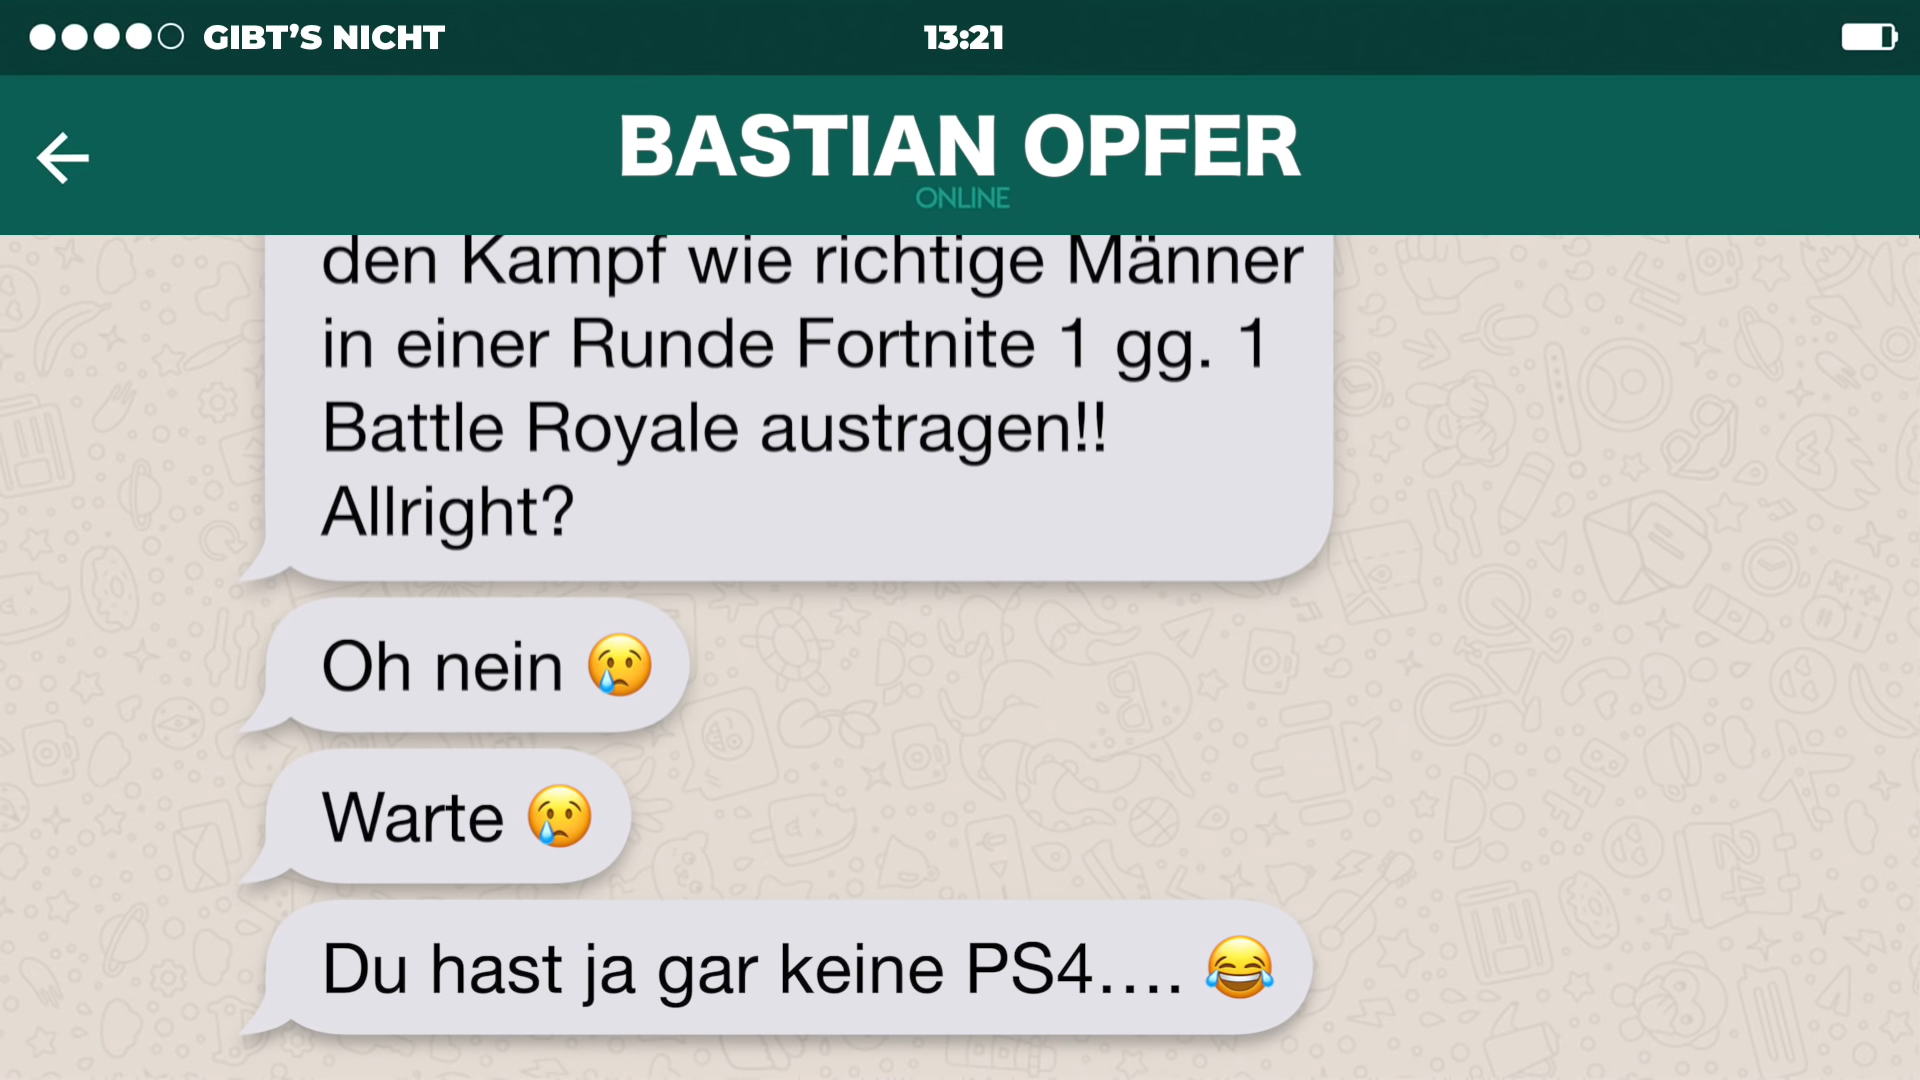 GIBT’S NICHT
13:21
BASTIAN OPFER
ONLINE
den Kampf wie richtige Männer
in einer Runde Fortnite 1 gg. 1
Battle Royale austragen!!
Allright?
Oh nein 😢
Warte 😢
Du hast ja gar keine PS4.... 😂